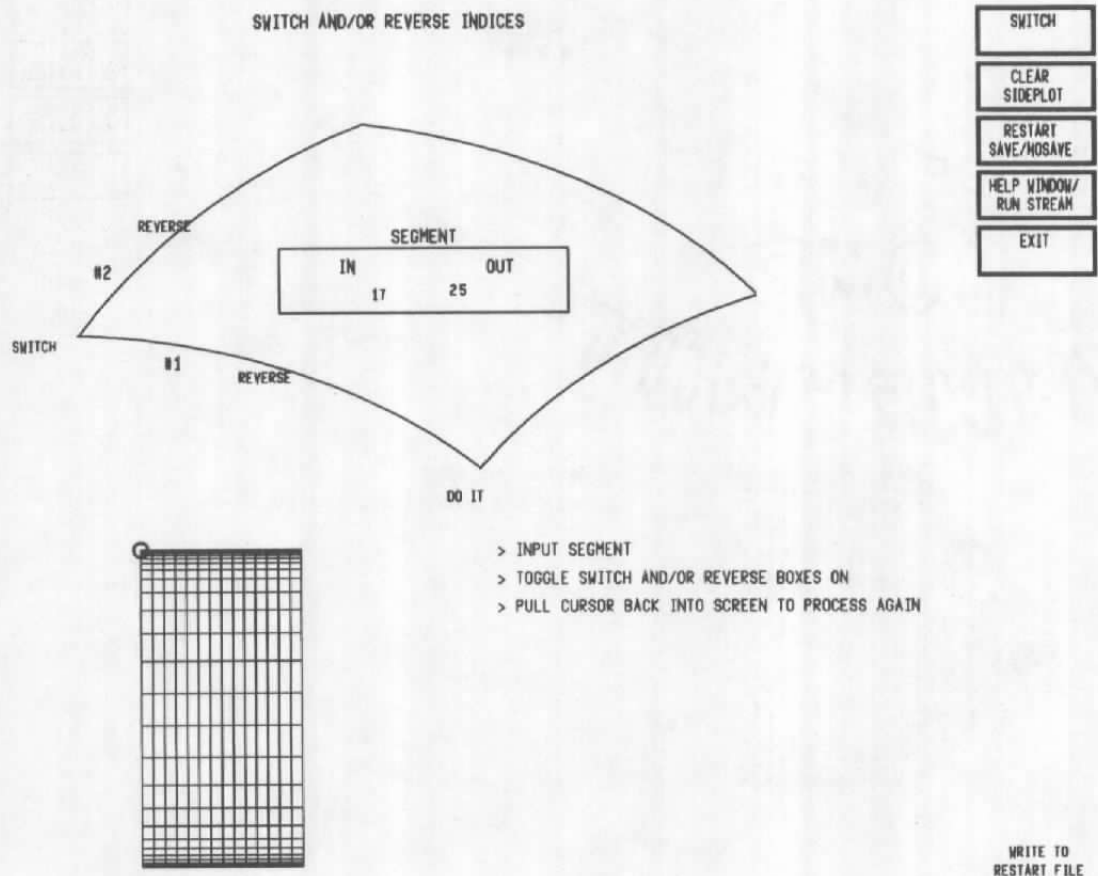 SWITCH AND/OR REVERSE INDICES
SWITCH
CLEAR
SIDEPLOT
RESTART
SAVE/NOSAVE
HELP WINDOW/
RUN STREAM
EXIT
REVERSE
SEGMENT
#2
IN OUT
17 25
SWITCH
#1
REVERSE
DO IT
> INPUT SEGMENT
> TOGGLE SWITCH AND/OR REVERSE BOXES ON
> PULL CURSOR BACK INTO SCREEN TO PROCESS AGAIN
WRITE TO
RESTART FILE